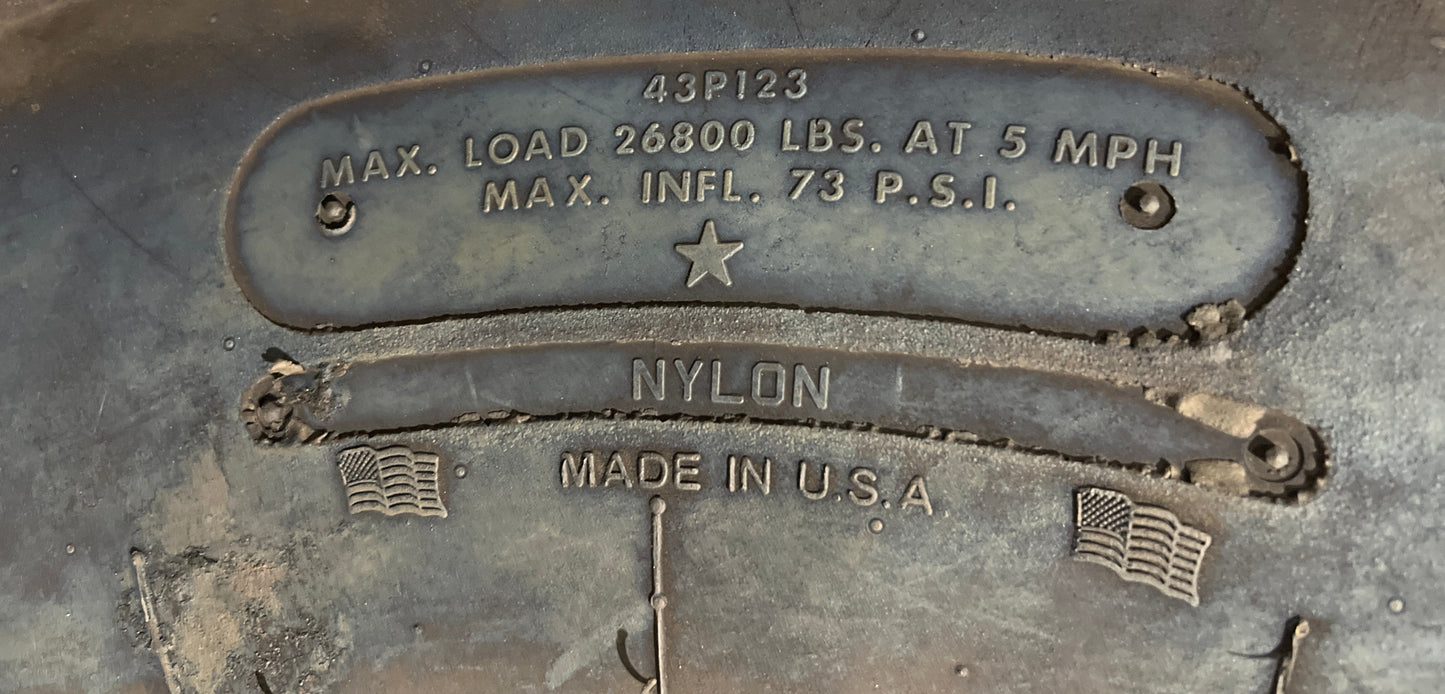 43P123
MAX. LOAD 26800 LBS. AT 5 MPH
MAX. INFL. 73 P.S.I.
NYLON
MADE IN U.S.A.